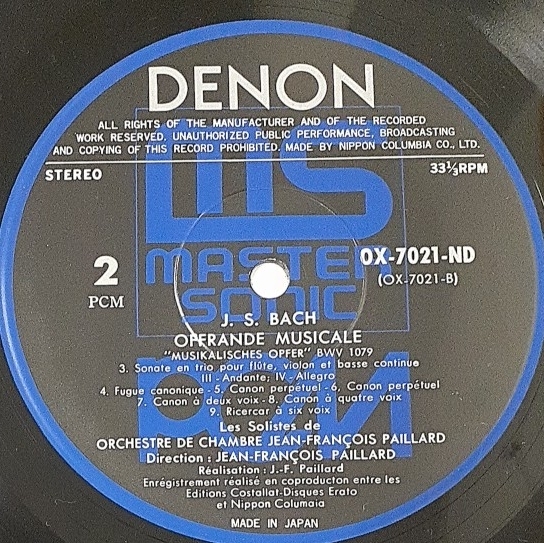 DENON
ALL RIGHTS OF THE MANUFACTURER AND OF THE RECORDED
WORK RESERVED, UNAUTHORIZED PUBLIC PERFORMANCE, BROADCASTING
AND COPYING OF THIS RECORD PROHIBITED. MADE BY NIPPON COLUMBIA CO., LTD.
STEREO
33⅓RPM
MS
MASTER
SONIC
PCM
2
PCM
OX-7021-ND
(OX-7021-B)
J. S. BACH
OFFRANDE MUSICALE
"MUSIKALISCHES OPFER" BWV 1079
3. Sonate en trio pour flûte, violon et basse continue
III - Andante; IV - Allegro
4. Fugue canonique - 5. Canon perpétuel - 6. Canon perpétuel
7. Canon à deux voix - 8. Canon à quatre voix
9. Ricercar à six voix
Les Solistes de
ORCHESTRE DE CHAMBRE JEAN-FRANÇOIS PAILLARD
Direction : JEAN-FRANÇOIS PAILLARD
Réalisation : J.-F. Paillard
Enrégistrement réalisé en coproducton entre les
Editions Costallat-Disques Erato
et Nippon Columaia
MADE IN JAPAN